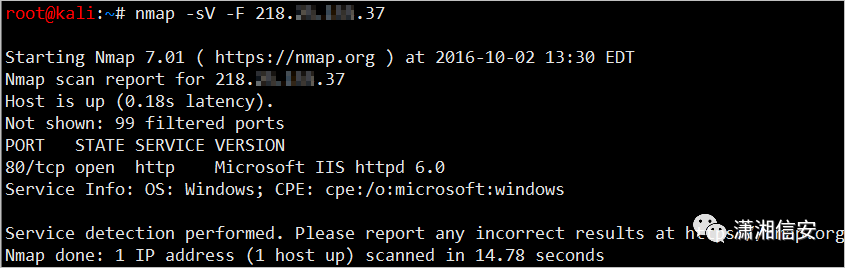 root@kali:~# nmap -sV -F 218. .37
Starting Nmap 7.01 ( https://nmap.org ) at 2016-10-02 13:30 EDT
Nmap scan report for 218. .37
Host is up (0.18s latency).
Not shown: 99 filtered ports
PORT STATE SERVICE VERSION
80/tcp open http Microsoft IIS httpd 6.0
Service Info: OS: Windows; CPE: cpe:/o:microsoft:windows
Service detection performed. Please report any incorrect results at
Nmap done: 1 IP address (1 host up) scanned in 14.78 seconds
潇湘信安